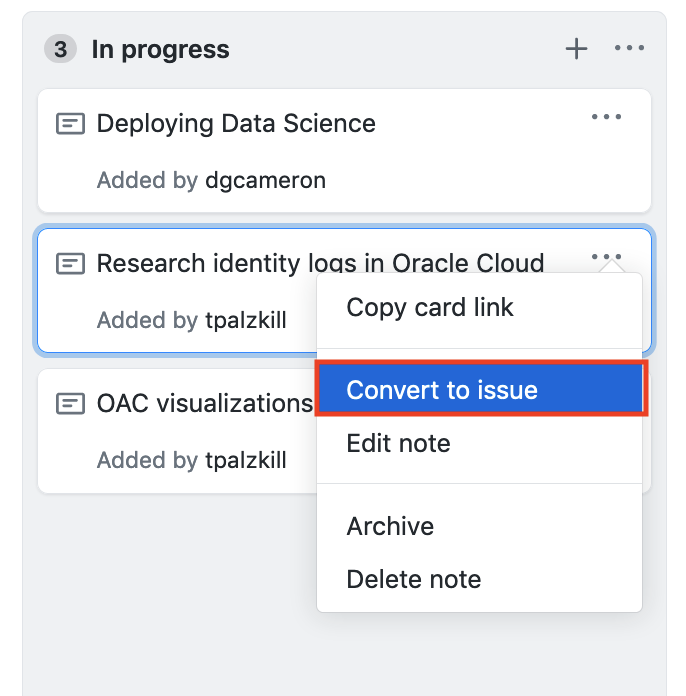 3 In progress
Deploying Data Science
Added by dgcameron
Research identity logs in Oracle Cloud
Added by tpalzkill
Copy card link
Convert to issue
OAC visualizations
Added by tpalzkill
Edit note
Archive
Delete note